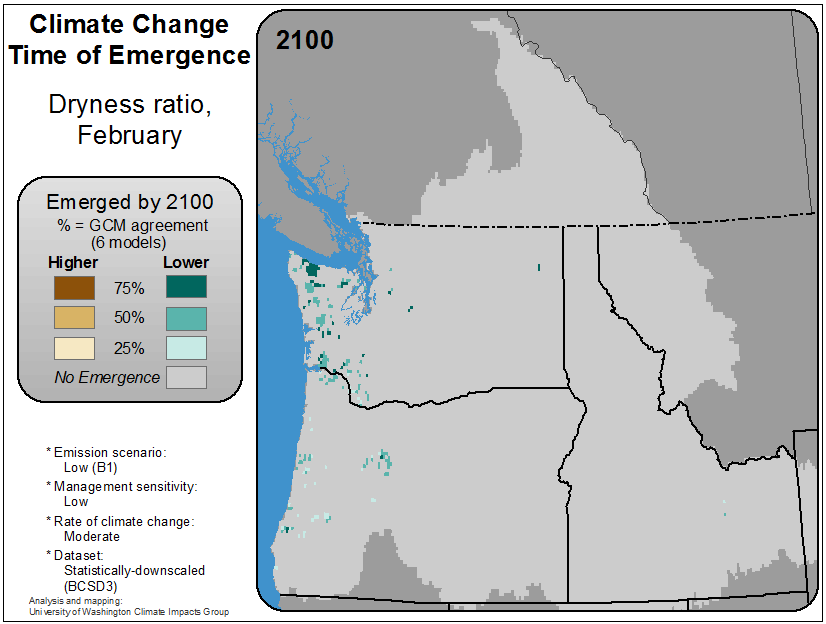 Climate Change
Time of Emergence
Dryness ratio,
February
2100
Emerged by 2100
% = GCM agreement
(6 models)
Higher Lower
75%
50%
25%
No Emergence
* Emission scenario:
Low (B1)
* Management sensitivity:
Low
* Rate of climate change:
Moderate
* Dataset:
Statistically-downscaled
(BCSD3)
Analysis and mapping:
University of Washington Climate Impacts Group